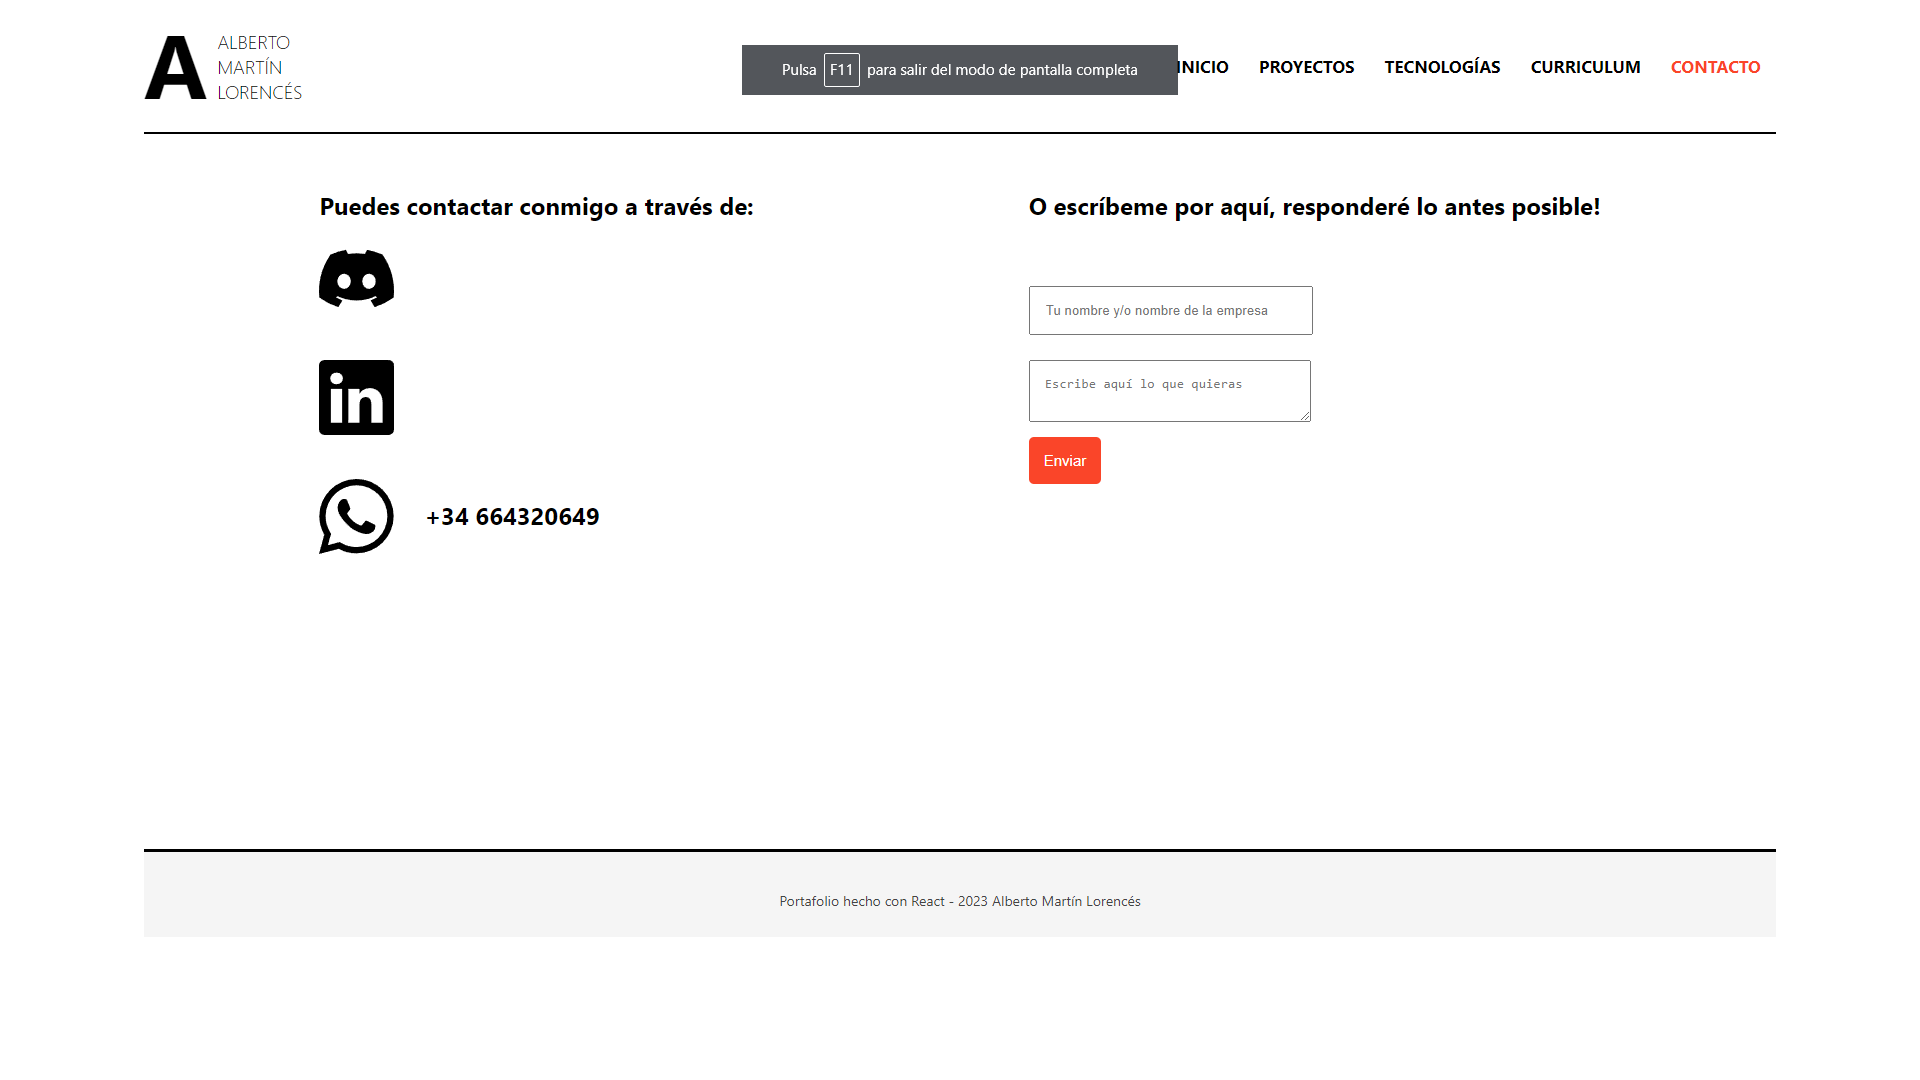 A
ALBERTO
MARTÍN
LORENCÉS
Pulsa F11 para salir del modo de pantalla completa
INICIO PROYECTOS TECNOLOGÍAS CURRICULUM CONTACTO
Puedes contactar conmigo a través de:
in
+34 664320649
O escríbeme por aquí, responderé lo antes posible!
Tu nombre y/o nombre de la empresa
Escribe aquí lo que quieras
Enviar
Portafolio hecho con React - 2023 Alberto Martín Lorencés